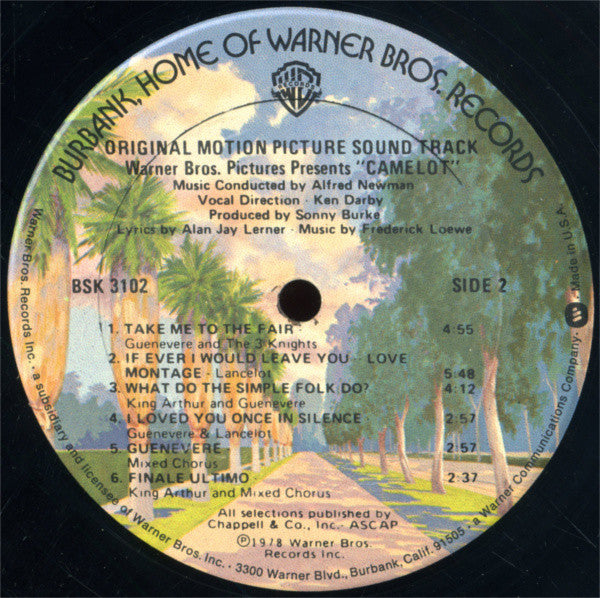 BURBANK, HOME OF WARNER BROS. RECORDS
RECORDS
ORIGINAL MOTION PICTURE SOUND TRACK
Warner Bros. Pictures Presents "CAMELOT"
Music Conducted by Alfred Newman
Vocal Direction - Ken Darby
Produced by Sonny Burke
Lyrics by Alan Jay Lerner · Music by Frederick Loewe
BSK 3102
SIDE 2
1. TAKE ME TO THE FAIR - 4:55
Guenevere and The 3 Knights
2. IF EVER I WOULD LEAVE YOU - LOVE
MONTAGE - Lancelot 5:48
3. WHAT DO THE SIMPLE FOLK DO? 4:12
King Arthur and Guenevere
4. I LOVED YOU ONCE IN SILENCE - 2:57
Guenevere & Lancelot
5. GUENEVERE 2:57
Mixed Chorus
6. FINALE ULTIMO - 2:37
King Arthur and Mixed Chorus
All selections published by
Chappell & Co., Inc.- ASCAP
℗1978 Warner Bros.
Records Inc.
Warner Bros. Records Inc. · a subsidiary and licensee of Warner Bros. Inc. · 3300 Warner Blvd., Burbank, Calif. 91505 · a Warner Communications Company · Made in U.S.A.